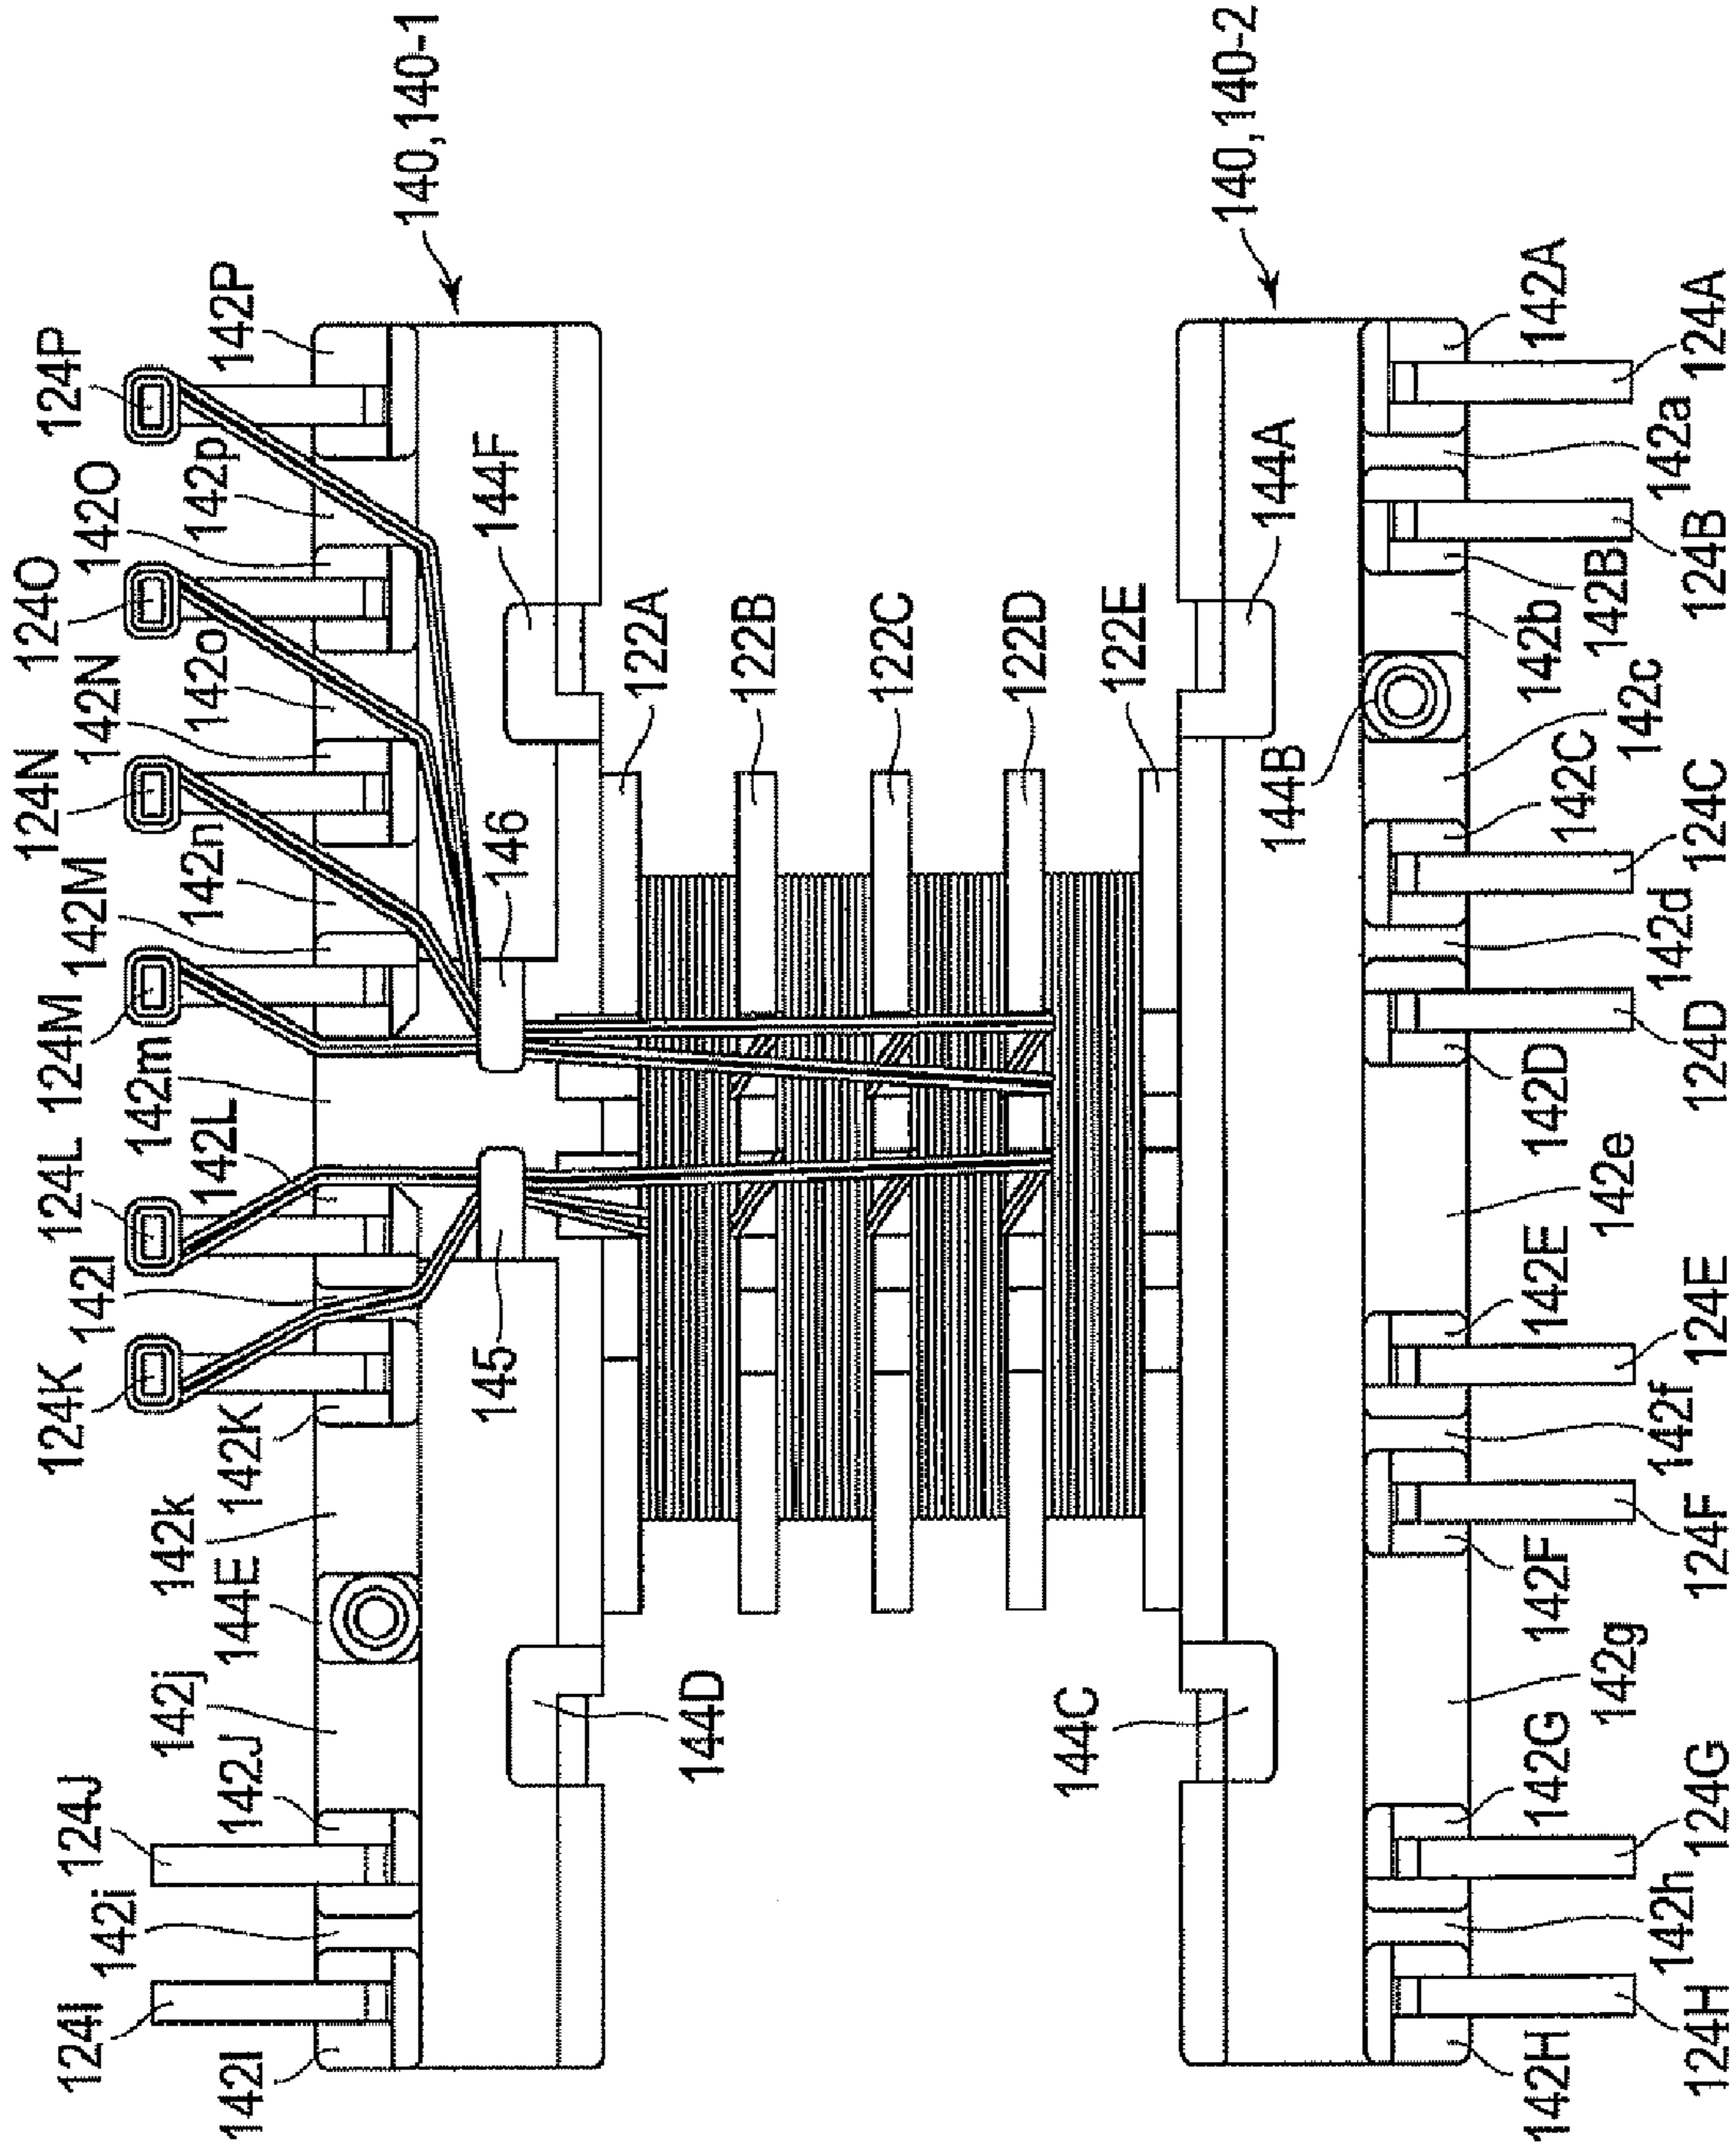 140,140-1
140,140-2
124P
142P
142p
124O
142O
142o
124N
142N
142n
124M
142M
142m
124L
142L
142l
124K
142K
142k
144E
142j
142J
124J
142i
124I
142I
144F
146
145
144D
122A
122B
122C
122D
122E
144A
144B
144C
142A
124A
142a
124B
142B
142b
142c
142C
124C
142d
124D
142D
142e
142E
124E
142f
124F
142F
142g
142G
124G
142h
124H
142H